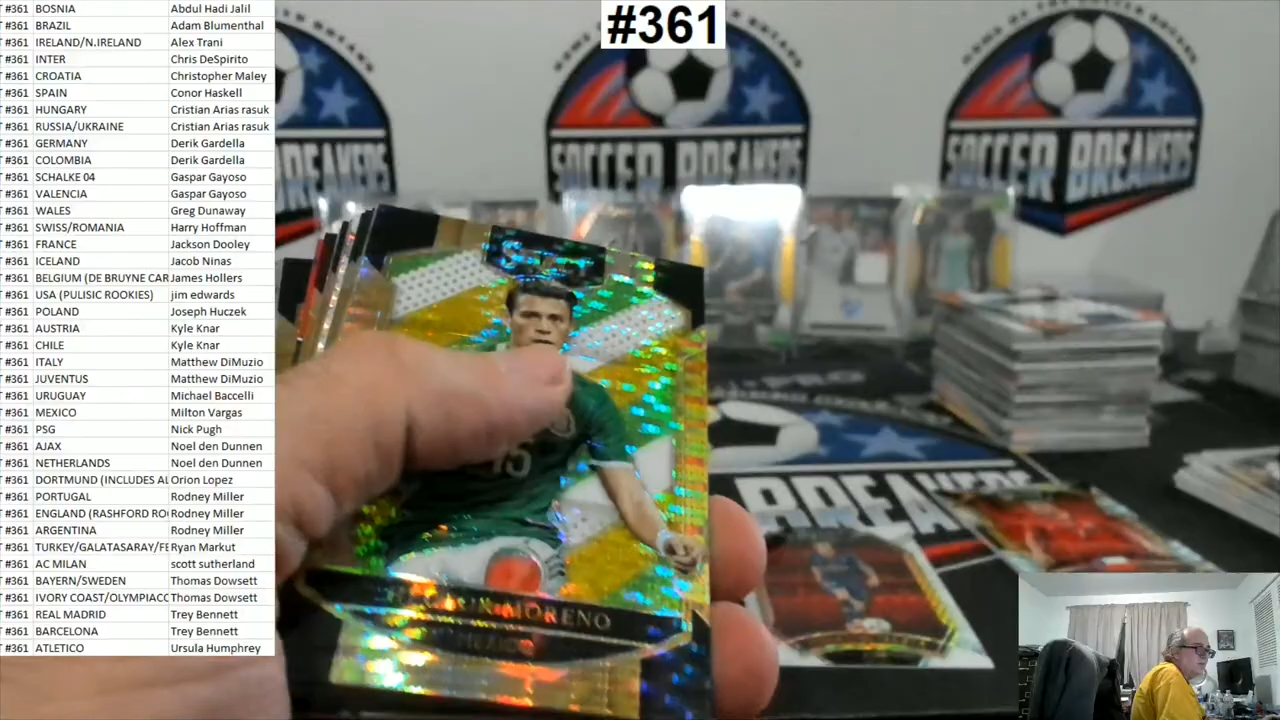 #361
T #361 BOSNIA Abdul Hadi Jalil
T #361 BRAZIL Adam Blumenthal
T #361 IRELAND/N.IRELAND Alex Trani
T #361 INTER Chris DeSpirito
T #361 CROATIA Christopher Maley
T #361 SPAIN Conor Haskell
T #361 HUNGARY Cristian Arias rasuk
T #361 RUSSIA/UKRAINE Cristian Arias rasuk
T #361 GERMANY Derik Gardella
T #361 COLOMBIA Derik Gardella
T #361 SCHALKE 04 Gaspar Gayoso
T #361 VALENCIA Gaspar Gayoso
T #361 WALES Greg Dunaway
T #361 SWISS/ROMANIA Harry Hoffman
T #361 FRANCE Jackson Dooley
T #361 ICELAND Jacob Ninas
T #361 BELGIUM (DE BRUYNE CAR James Hollers
T #361 USA (PULISIC ROOKIES) jim edwards
T #361 POLAND Joseph Huczek
T #361 AUSTRIA Kyle Knar
T #361 CHILE Kyle Knar
T #361 ITALY Matthew DiMuzio
T #361 JUVENTUS Matthew DiMuzio
T #361 URUGUAY Michael Baccelli
T #361 MEXICO Milton Vargas
T #361 PSG Nick Pugh
T #361 AJAX Noel den Dunnen
T #361 NETHERLANDS Noel den Dunnen
T #361 DORTMUND (INCLUDES AL Orion Lopez
T #361 PORTUGAL Rodney Miller
T #361 ENGLAND (RASHFORD RO Rodney Miller
T #361 ARGENTINA Rodney Miller
T #361 TURKEY/GALATASARAY/FE Ryan Markut
T #361 AC MILAN scott sutherland
T #361 BAYERN/SWEDEN Thomas Dowsett
T #361 IVORY COAST/OLYMPIACO Thomas Dowsett
T #361 REAL MADRID Trey Bennett
T #361 BARCELONA Trey Bennett
T #361 ATLETICO Ursula Humphrey
BREAKERS
SOCCER BREAKERS
SOCCER BREAKERS
BREA
15
MORENO